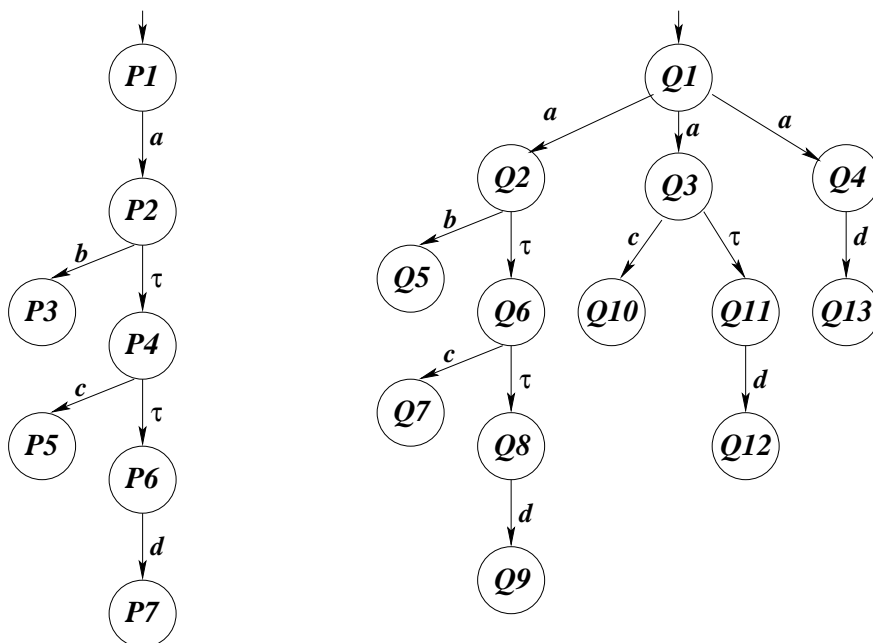 P1 Q1
a a a a
P2 Q2 Q3 Q4
b τ b τ c τ d
P3 Q5 Q6 Q10 Q11 Q13
P4
c τ c τ d
P5 Q7 Q8 Q12
P6
d d
P7 Q9